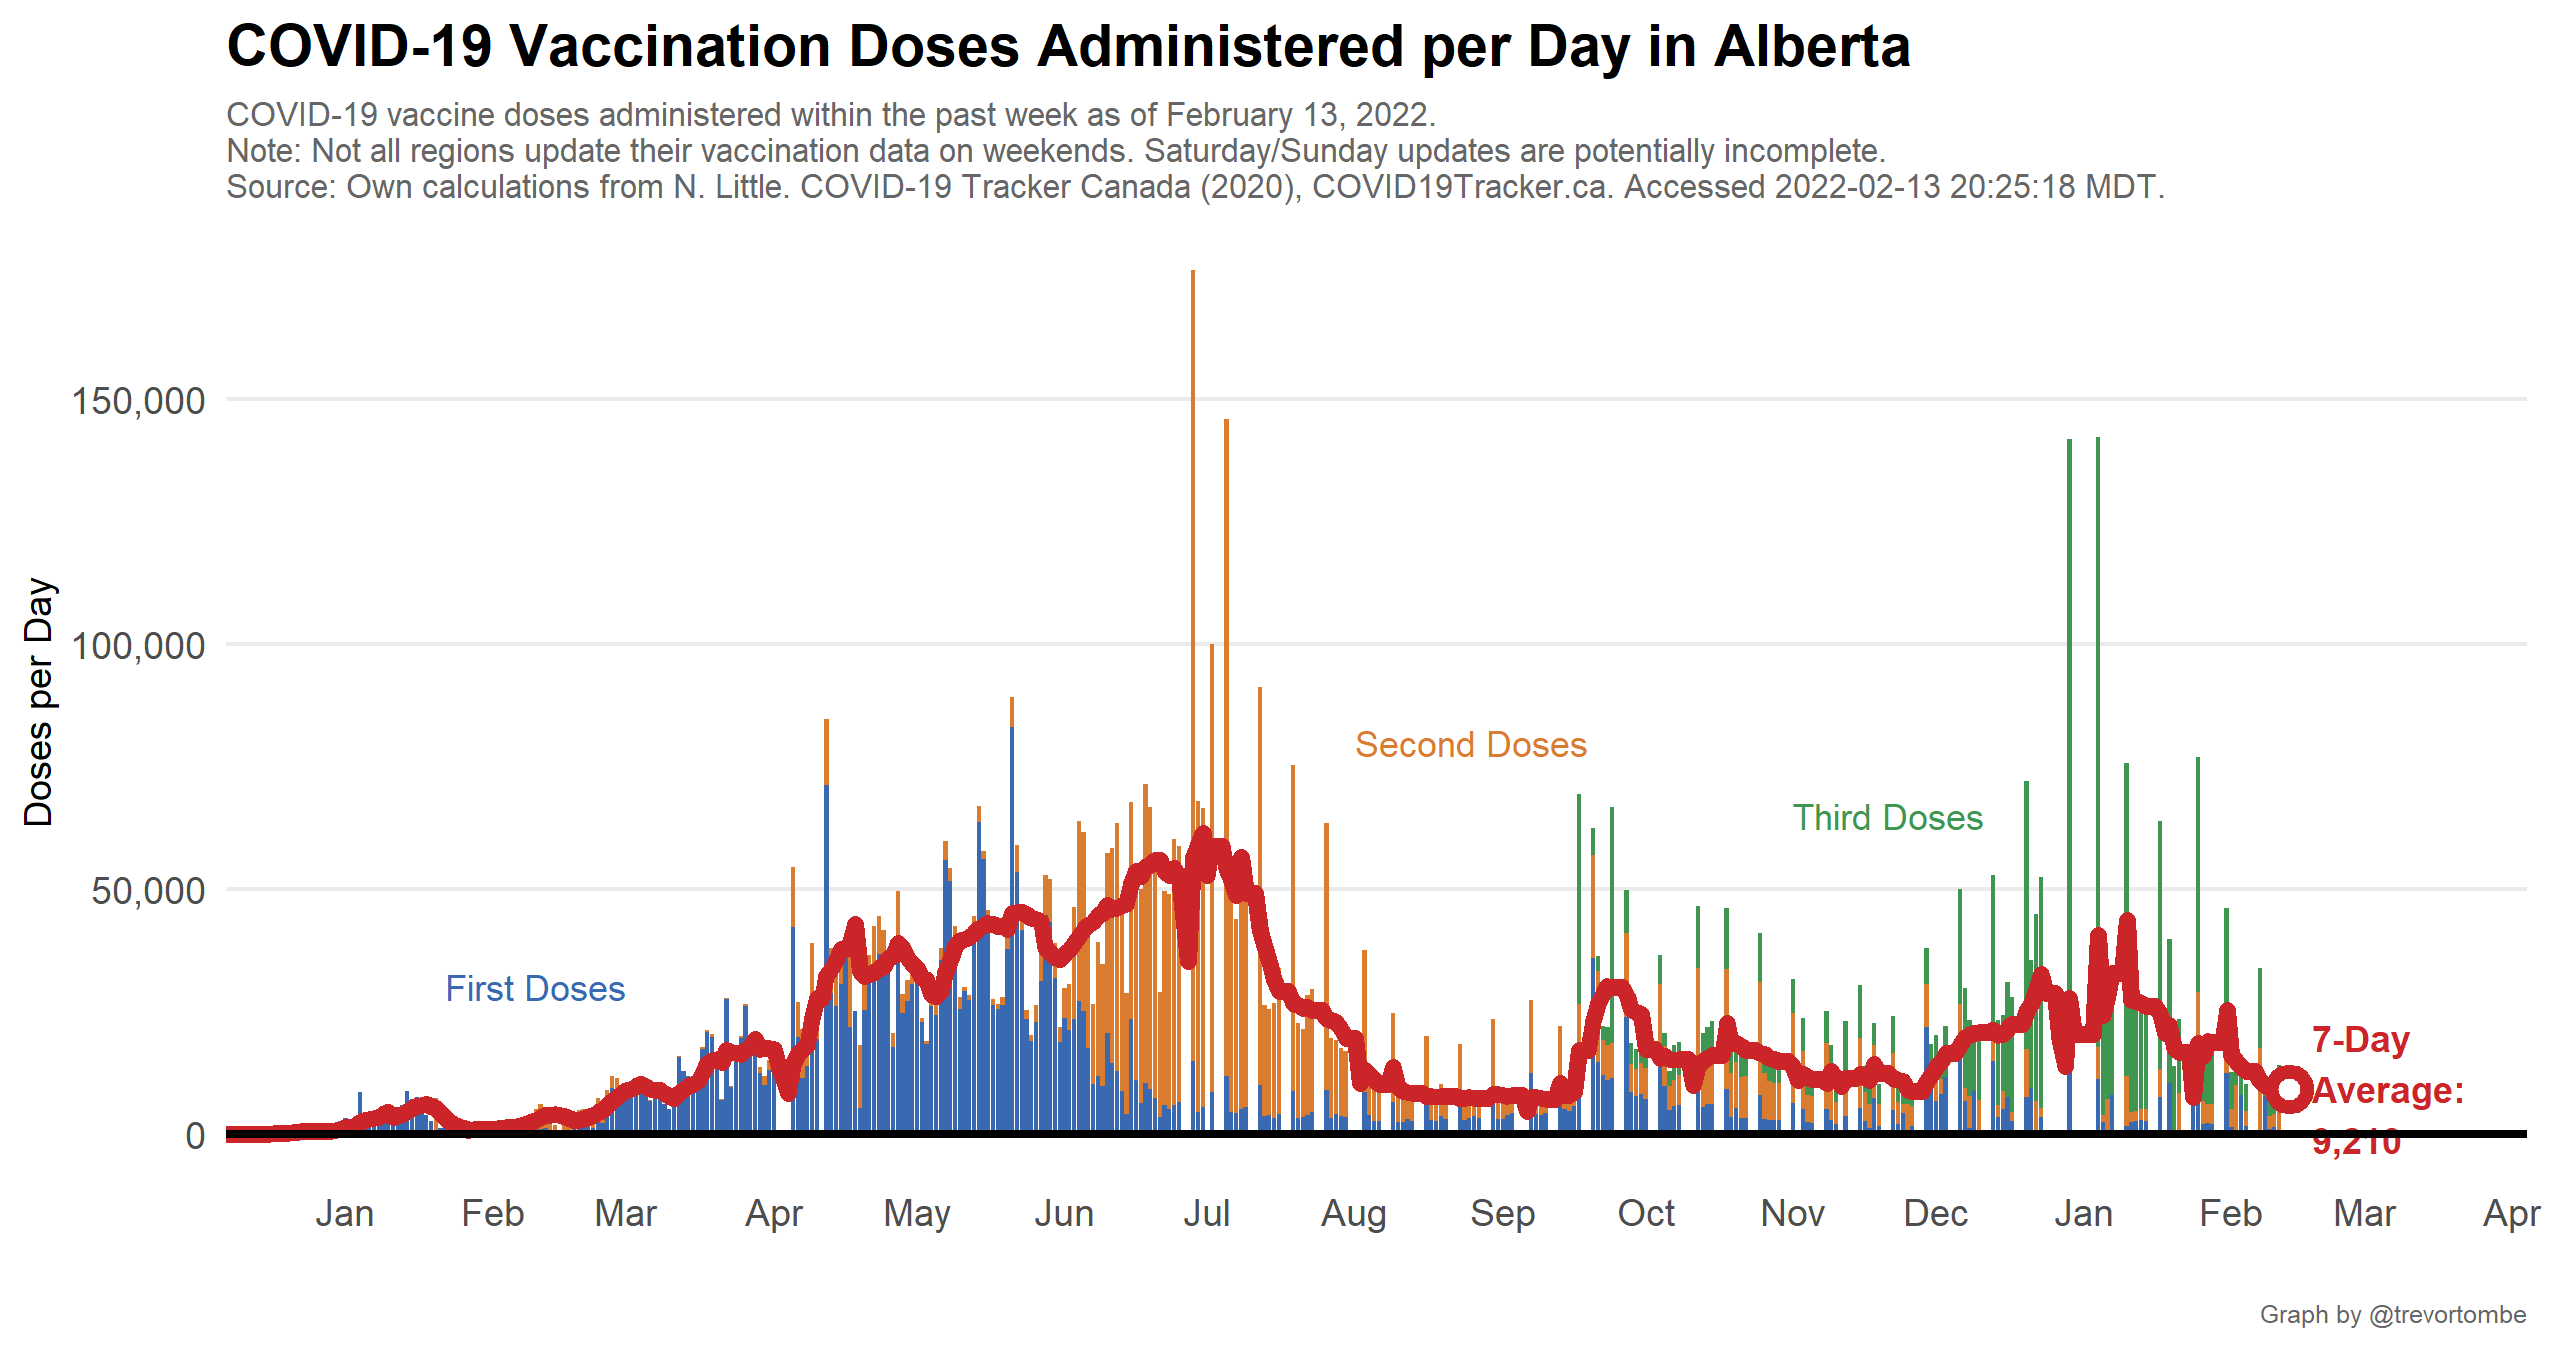 COVID-19 Vaccination Doses Administered per Day in Alberta
COVID-19 vaccine doses administered within the past week as of February 13, 2022.
Note: Not all regions update their vaccination data on weekends. Saturday/Sunday updates are potentially incomplete.
Source: Own calculations from N. Little. COVID-19 Tracker Canada (2020), COVID19Tracker.ca. Accessed 2022-02-13 20:25:18 MDT.
Doses per Day
150,000
100,000
50,000
0
First Doses
Second Doses
Third Doses
7-Day
Average:
9,210
Jan Feb Mar Apr May Jun Jul Aug Sep Oct Nov Dec Jan Feb Mar Apr
Graph by @trevortombe